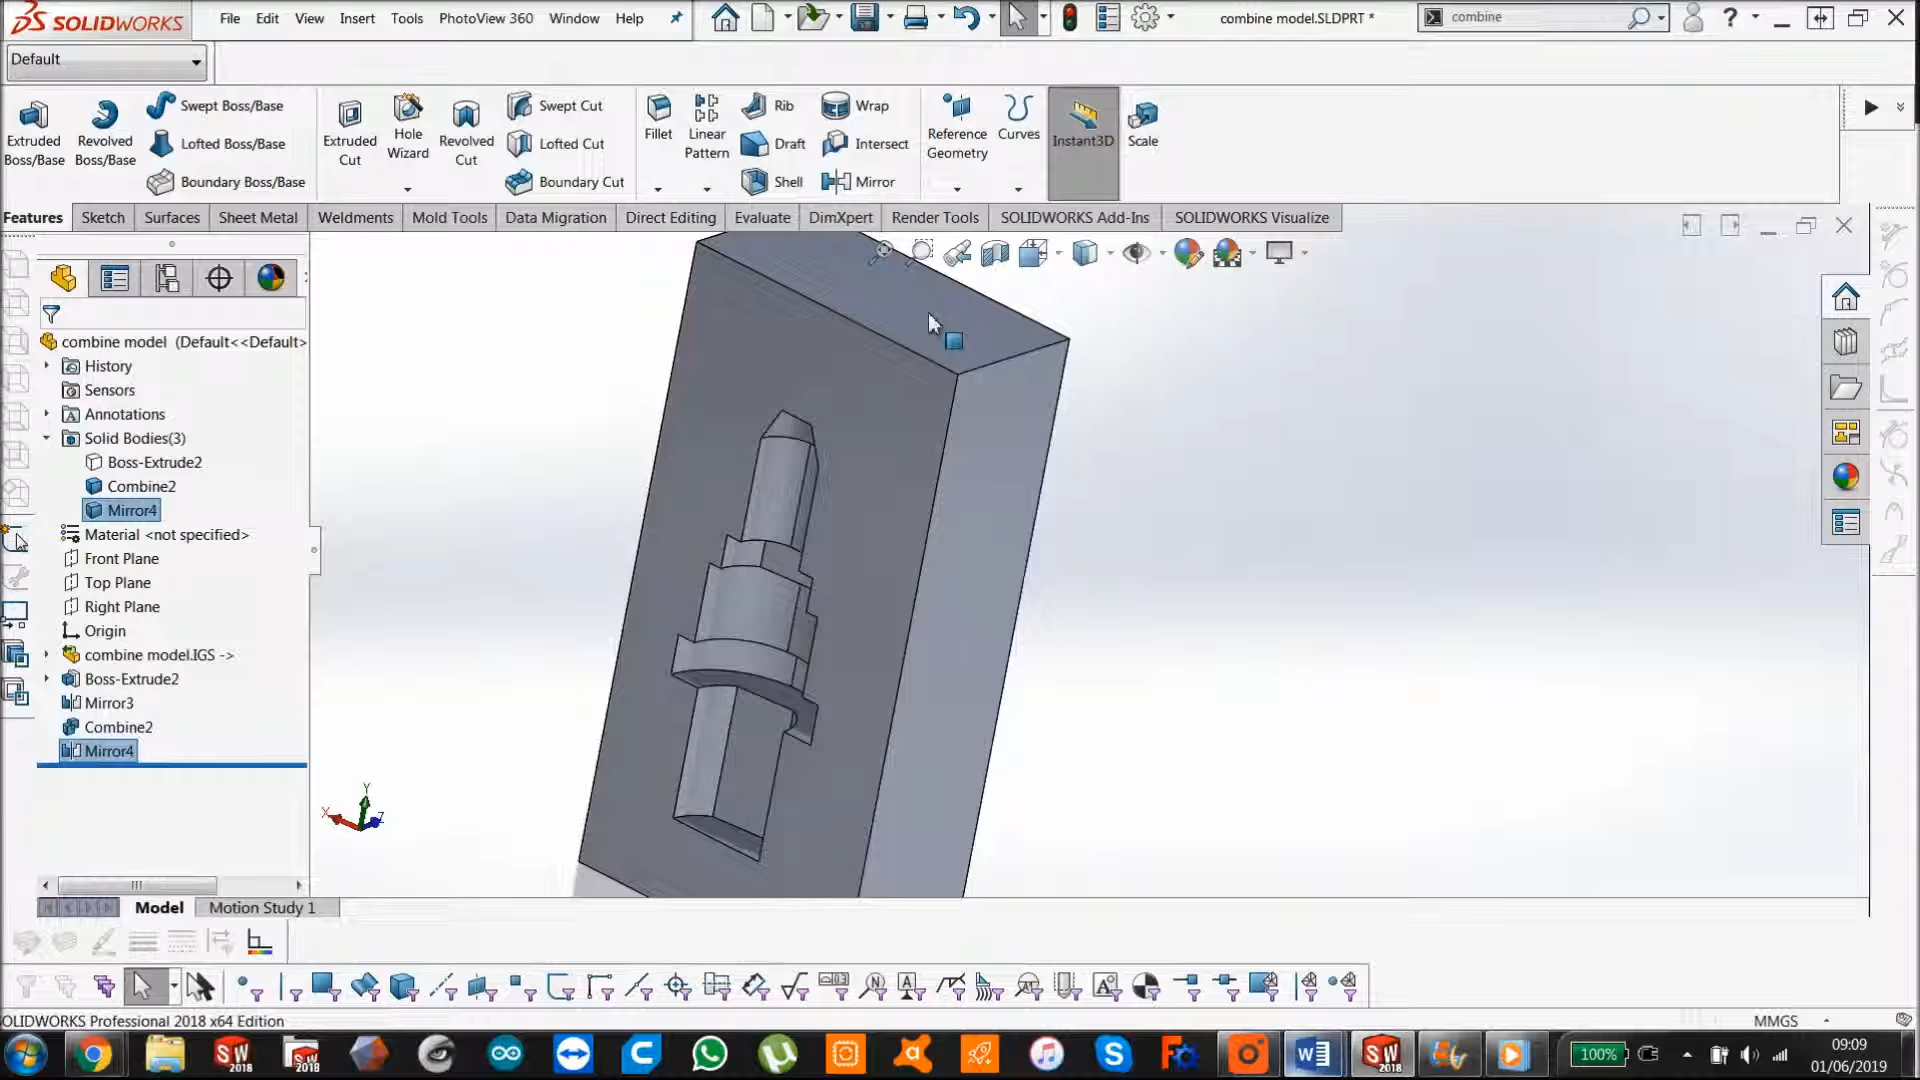 SOLIDWORKS File Edit View Insert Tools PhotoView 360 Window Help combine model.SLDPRT * combine
Default
Extruded Boss/Base
Revolved Boss/Base
Swept Boss/Base
Lofted Boss/Base
Boundary Boss/Base
Extruded Cut
Hole Wizard
Revolved Cut
Swept Cut
Lofted Cut
Boundary Cut
Fillet
Linear Pattern
Rib
Draft
Shell
Wrap
Intersect
Mirror
Reference Geometry
Curves
Instant3D
Scale
Features Sketch Surfaces Sheet Metal Weldments Mold Tools Data Migration Direct Editing Evaluate DimXpert Render Tools SOLIDWORKS Add-Ins SOLIDWORKS Visualize
combine model (Default<<Default>
History
Sensors
Annotations
Solid Bodies(3)
Boss-Extrude2
Combine2
Mirror4
Material <not specified>
Front Plane
Top Plane
Right Plane
Origin
combine model.IGS ->
Boss-Extrude2
Mirror3
Combine2
Mirror4
Y
X
Z
Model Motion Study 1
OLIDWORKS Professional 2018 x64 Edition MMGS
SW 2018
2018
SW 2018
100%
09:09
01/06/2019